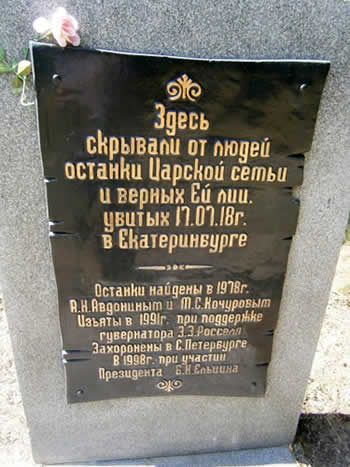 Здесь
скрывали от людей
останки Царской семьи
и верных Ей лиц,
убитых 17.07.18г.
в Екатеринбурге
Останки найдены в 1978г.
А.Н.Авдониным и М.С.Кочуровым
Изъяты в 1991г. при поддержке
губернатора Э.Э.Росселя
Захоронены в С.Петербурге
В 1998г. при участии
Президента Б.Н.Ельцина